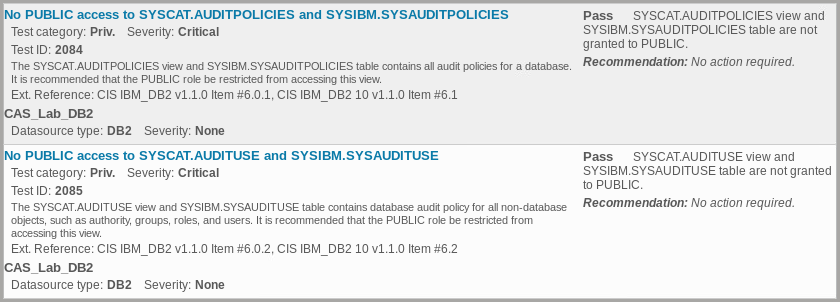 No PUBLIC access to SYSCAT.AUDITPOLICIES and SYSIBM.SYSAUDITPOLICIES
Test category: Priv. Severity: Critical
Test ID: 2084
The SYSCAT.AUDITPOLICIES view and SYSIBM.SYSAUDITPOLICIES table contains all audit policies for a database.
It is recommended that the PUBLIC role be restricted from accessing this view.
Ext. Reference: CIS IBM_DB2 v1.1.0 Item #6.0.1, CIS IBM_DB2 10 v1.1.0 Item #6.1
CAS_Lab_DB2
Datasource type: DB2 Severity: None
Pass SYSCAT.AUDITPOLICIES view and
SYSIBM.SYSAUDITPOLICIES table are not
granted to PUBLIC.
Recommendation: No action required.
No PUBLIC access to SYSCAT.AUDITUSE and SYSIBM.SYSAUDITUSE
Test category: Priv. Severity: Critical
Test ID: 2085
The SYSCAT.AUDITUSE view and SYSIBM.SYSAUDITUSE table contains database audit policy for all non-database
objects, such as authority, groups, roles, and users. It is recommended that the PUBLIC role be restricted from
accessing this view.
Ext. Reference: CIS IBM_DB2 v1.1.0 Item #6.0.2, CIS IBM_DB2 10 v1.1.0 Item #6.2
CAS_Lab_DB2
Datasource type: DB2 Severity: None
Pass SYSCAT.AUDITUSE view and
SYSIBM.SYSAUDITUSE table are not granted
to PUBLIC.
Recommendation: No action required.